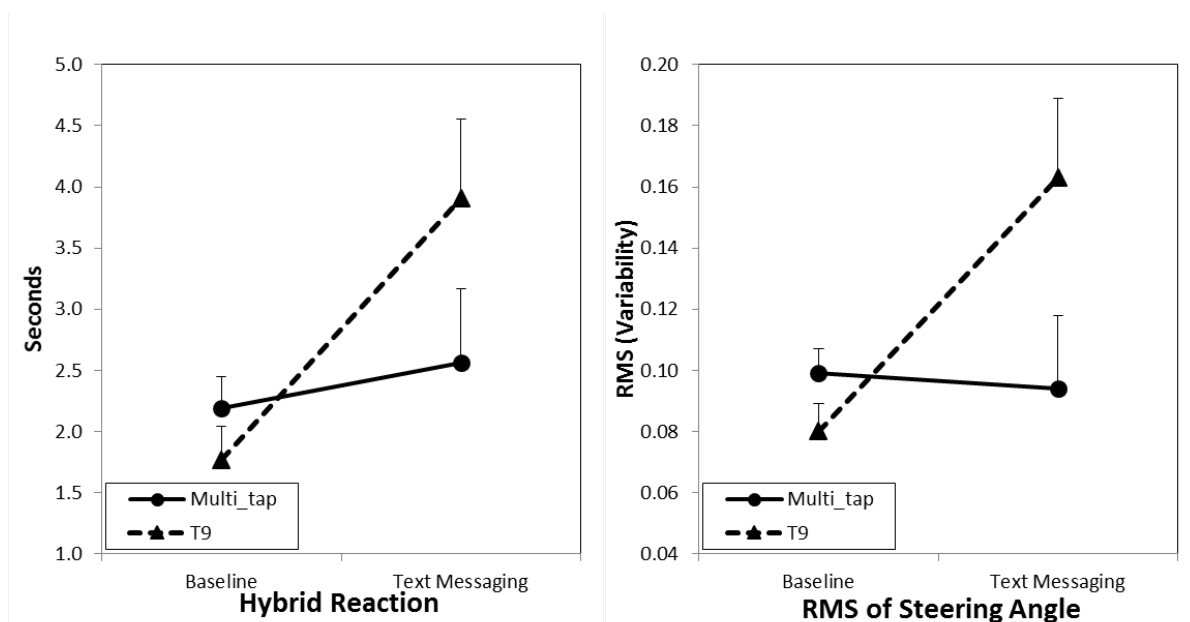 5.0
4.5
4.0
3.5
3.0
2.5
2.0
1.5
1.0
Seconds
Multi_tap
T9
Baseline
Text Messaging
Hybrid Reaction
0.20
0.18
0.16
0.14
0.12
0.10
0.08
0.06
0.04
RMS (Variability)
Multi_tap
T9
Baseline
Text Messaging
RMS of Steering Angle